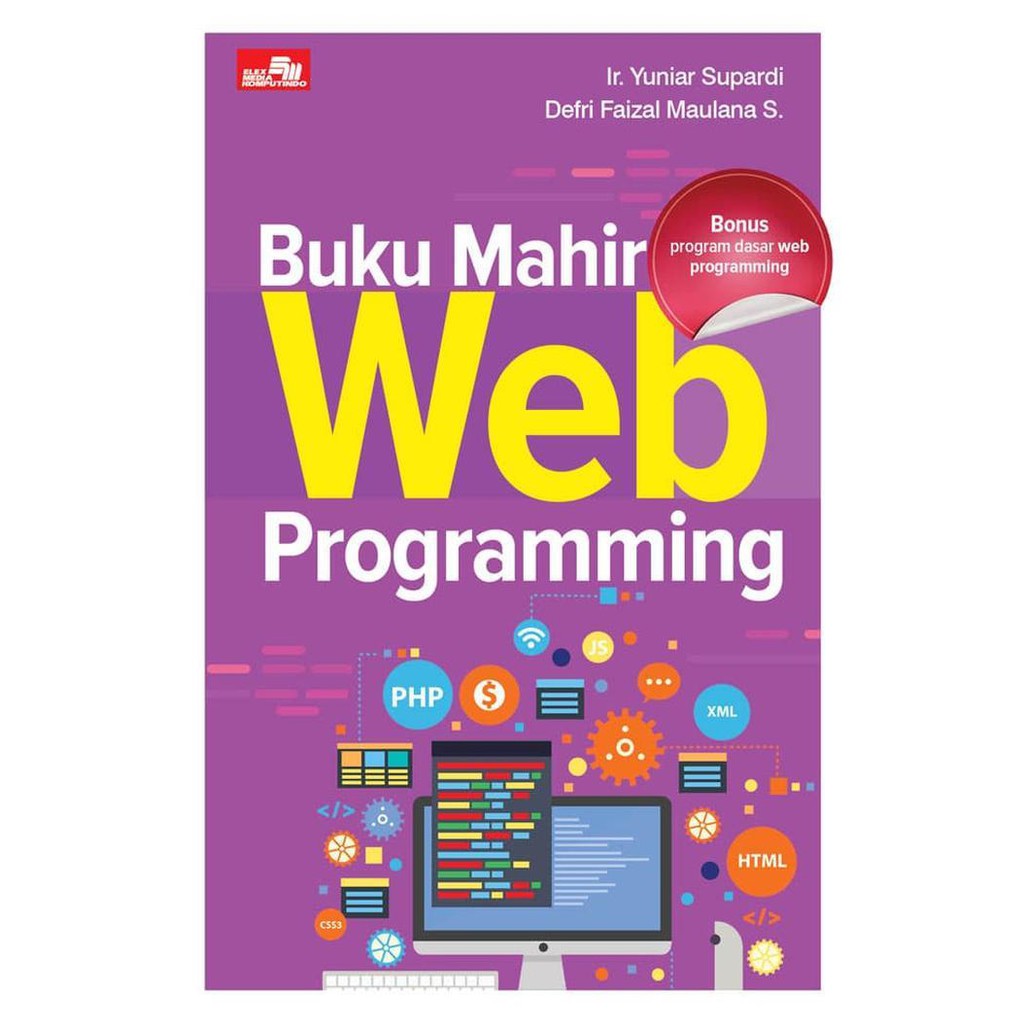 ELEX
MEDIA
KOMPUTINDO
Ir. Yuniar Supardi
Defri Faizal Maulana S.
Bonus
program dasar web
programming
Buku Mahir
Web
Programming
JS
PHP
$
XML
</>
HTML
CSS3
</>